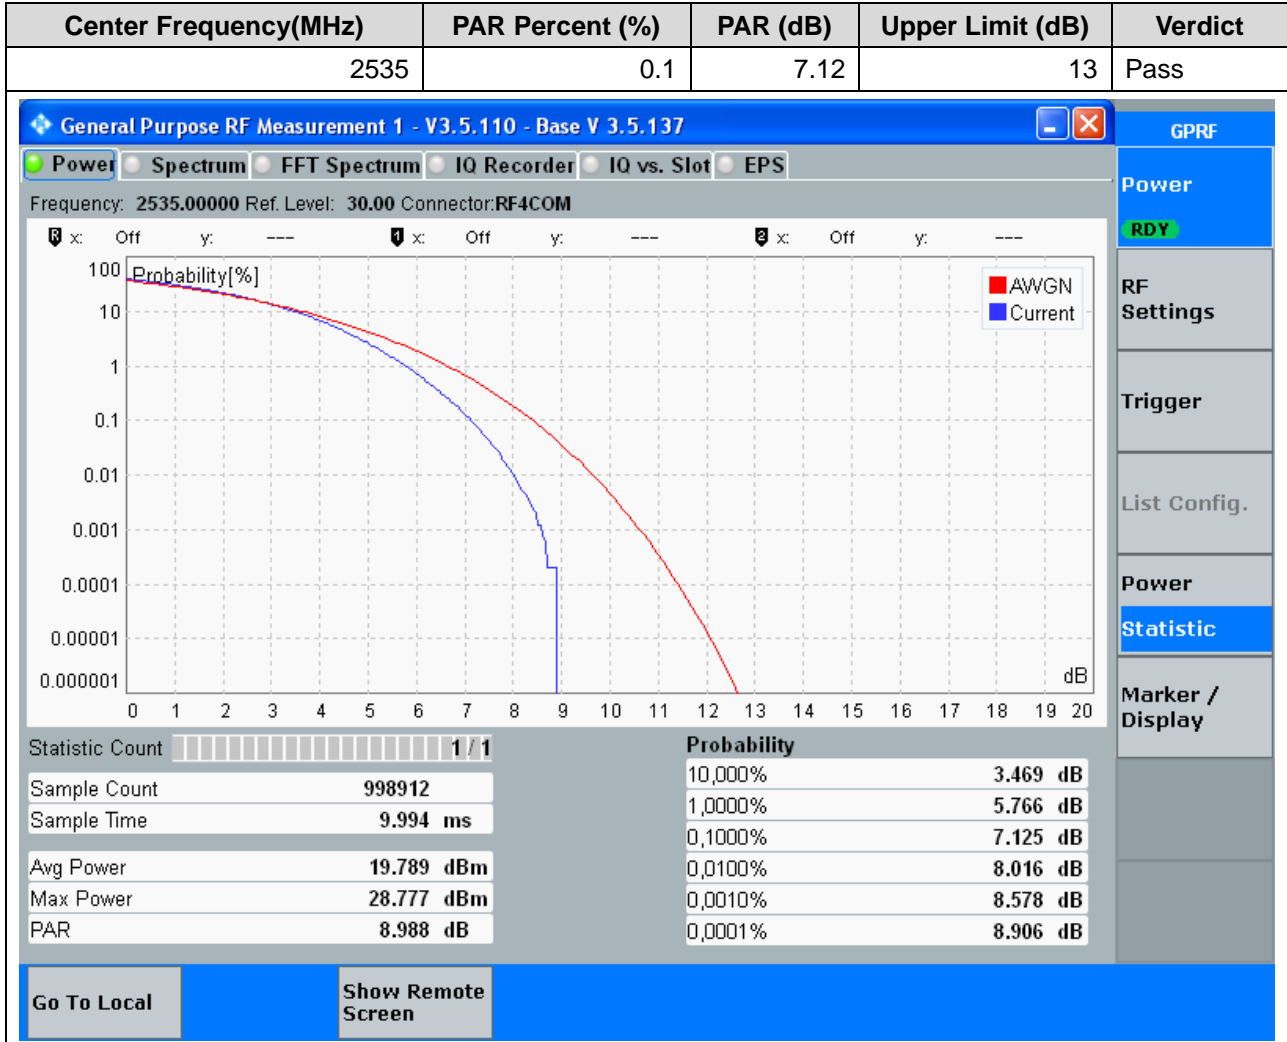 Center Frequency(MHz) PAR Percent (%) PAR (dB) Upper Limit (dB) Verdict
2535 0.1 7.12 13 Pass
General Purpose RF Measurement 1 - V3.5.110 - Base V 3.5.137
GPRF
Power Spectrum FFT Spectrum IQ Recorder IQ vs. Slot EPS
Frequency: 2535.00000 Ref. Level: 30.00 Connector:RF4COM
R x: Off y: --- 1 x: Off y: --- 2 x: Off y: ---
Probability[%]
AWGN
Current
100
10
1
0.1
0.01
0.001
0.0001
0.00001
0.000001
dB
0 1 2 3 4 5 6 7 8 9 10 11 12 13 14 15 16 17 18 19 20
Statistic Count 1 / 1
Sample Count 998912
Sample Time 9.994 ms
Avg Power 19.789 dBm
Max Power 28.777 dBm
PAR 8.988 dB
Probability
10,000% 3.469 dB
1,0000% 5.766 dB
0,1000% 7.125 dB
0,0100% 8.016 dB
0,0010% 8.578 dB
0,0001% 8.906 dB
Power
RDY
RF
Settings
Trigger
List Config.
Power
Statistic
Marker /
Display
Go To Local
Show Remote
Screen